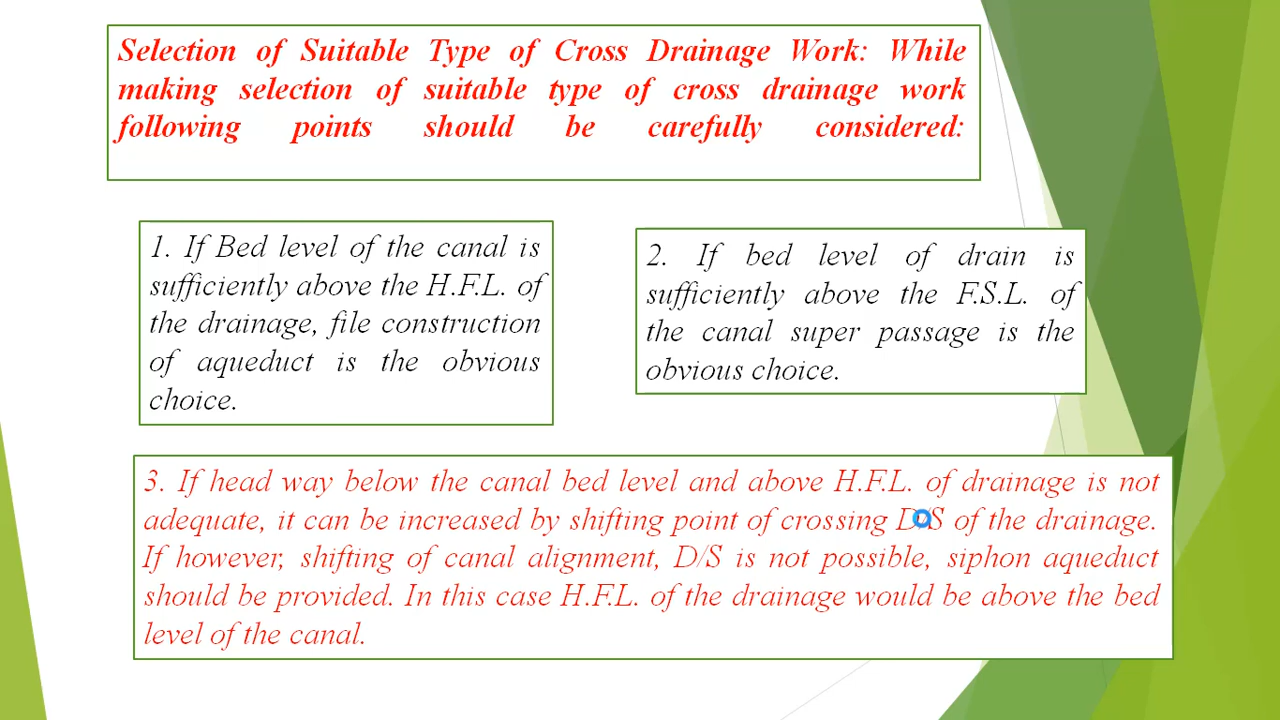 Selection of Suitable Type of Cross Drainage Work: While
making selection of suitable type of cross drainage work
following points should be carefully considered:
1. If Bed level of the canal is
sufficiently above the H.F.L. of
the drainage, file construction
of aqueduct is the obvious
choice.
2. If bed level of drain is
sufficiently above the F.S.L. of
the canal super passage is the
obvious choice.
3. If head way below the canal bed level and above H.F.L. of drainage is not
adequate, it can be increased by shifting point of crossing D/S of the drainage.
If however, shifting of canal alignment, D/S is not possible, siphon aqueduct
should be provided. In this case H.F.L. of the drainage would be above the bed
level of the canal.